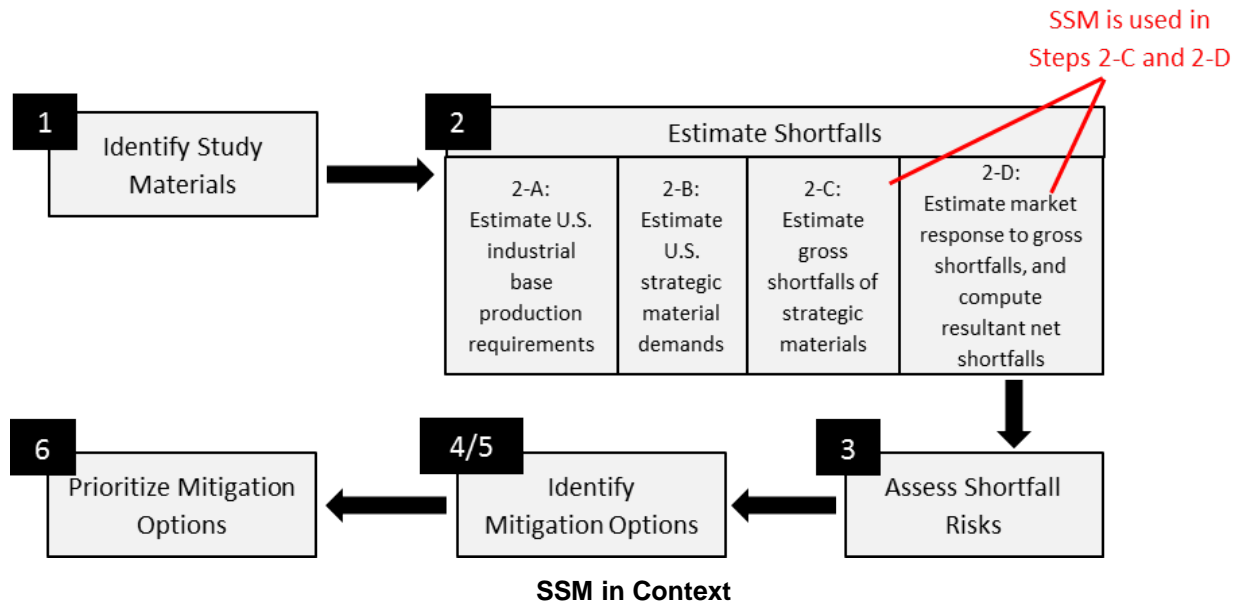 SSM is used in
Steps 2-C and 2-D
1
Identify Study
Materials
2
Estimate Shortfalls
2-A:
Estimate U.S.
industrial
base
production
requirements
2-B:
Estimate
U.S.
strategic
material
demands
2-C:
Estimate
gross
shortfalls of
strategic
materials
2-D:
Estimate market
response to gross
shortfalls, and
compute
resultant net
shortfalls
3
Assess Shortfall
Risks
4/5
Identify
Mitigation Options
6
Prioritize Mitigation
Options
SSM in Context